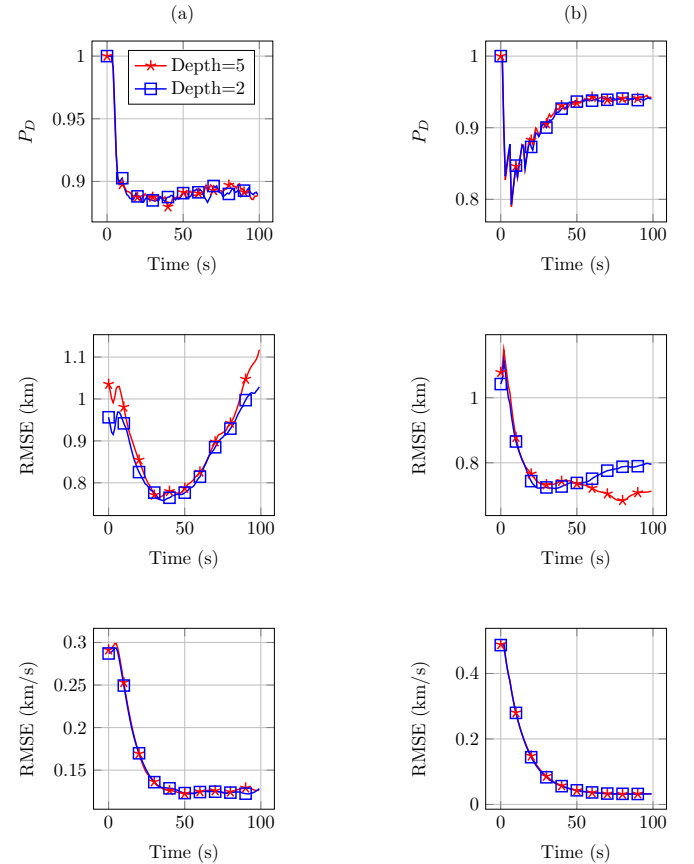 (a)
(b)
1
0.95
0.9
P_D
Depth=5
Depth=2
0
50
100
Time (s)
1
0.9
0.8
P_D
0
50
100
Time (s)
1.1
1
0.9
0.8
RMSE (km)
0
50
100
Time (s)
1
0.8
RMSE (km)
0
50
100
Time (s)
0.3
0.25
0.2
0.15
RMSE (km/s)
0
50
100
Time (s)
0.4
0.2
0
RMSE (km/s)
0
50
100
Time (s)